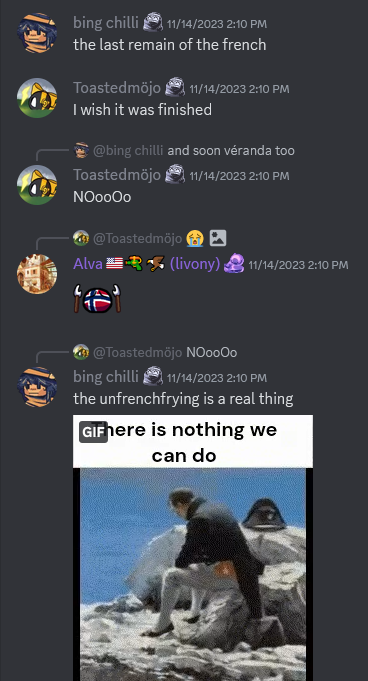 bing chilli 11/14/2023 2:10 PM
the last remain of the french
Toastedmöjo 11/14/2023 2:10 PM
I wish it was finished
@bing chilli and soon véranda too
Toastedmöjo 11/14/2023 2:10 PM
NOooOo
@Toastedmöjo 😭
Alva 🇺🇸 (livony) 11/14/2023 2:10 PM
@Toastedmöjo NOooOo
bing chilli 11/14/2023 2:10 PM
the unfrenchfrying is a real thing
GIF
here is nothing we
can do